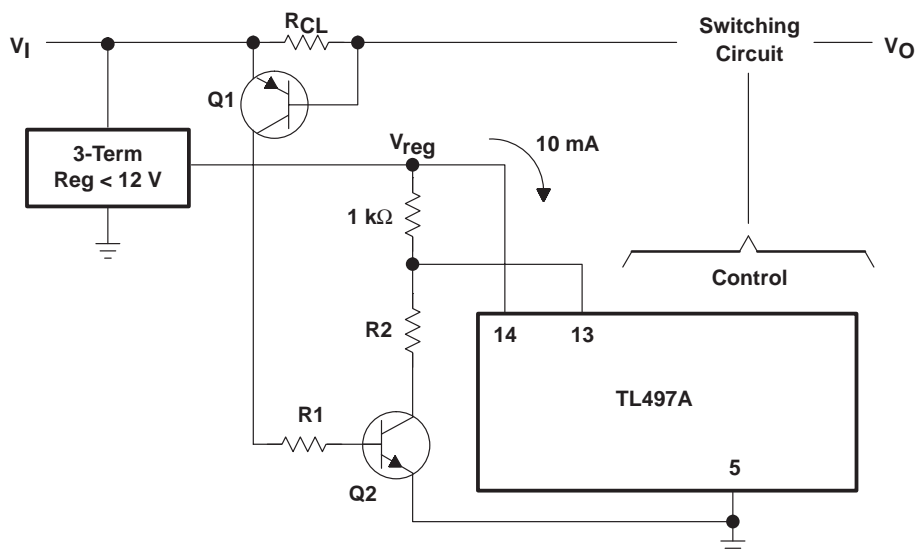 R_CL
V_I
Switching
Circuit
V_O
Q1
3-Term
Reg < 12 V
V_reg
10 mA
1 kΩ
Control
R2
14
13
TL497A
R1
5
Q2